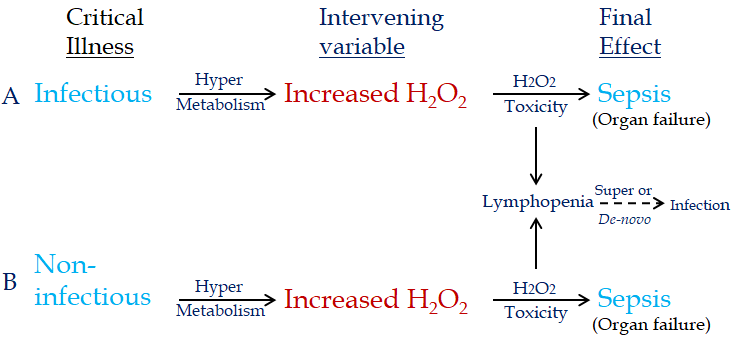 Critical Illness
Intervening variable
Final Effect
A
Infectious
Hyper
Metabolism
Increased H₂O₂
H2O2
Toxicity
Sepsis
(Organ failure)
Lymphopenia
Super or
De-novo
Infection
B
Non-
infectious
Hyper
Metabolism
Increased H₂O₂
H2O2
Toxicity
Sepsis
(Organ failure)